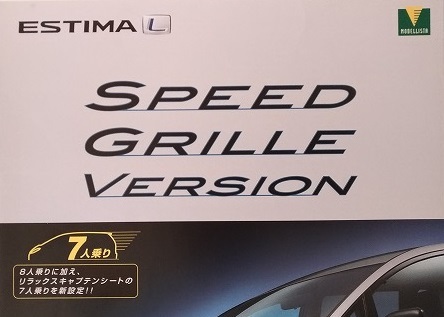 ESTIMA L
MODELLISTA
SPEED
GRILLE
VERSION
7人乗り
8人乗りに加え、
リラックスキャプテンシートの
7人乗りを新設定!!